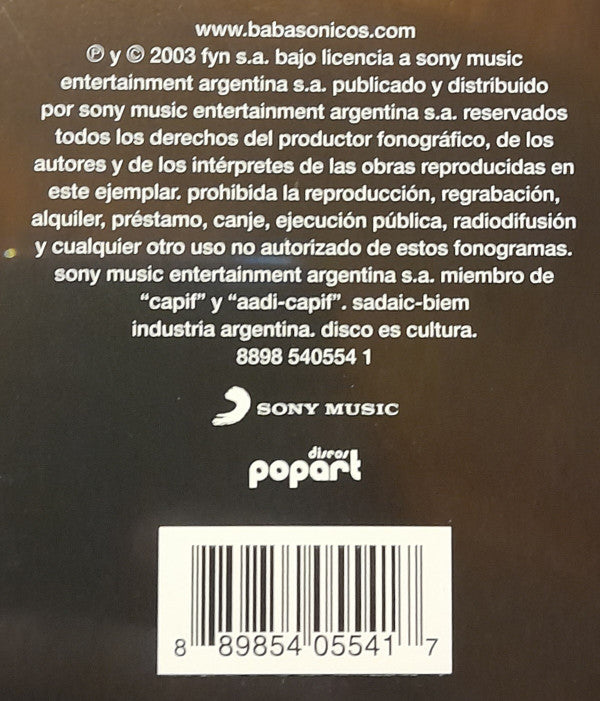 www.babasonicos.com
℗ y © 2003 fyn s.a. bajo licencia a sony music
entertainment argentina s.a. publicado y distribuido
por sony music entertainment argentina s.a. reservados
todos los derechos del productor fonográfico, de los
autores y de los intérpretes de las obras reproducidas en
este ejemplar. prohibida la reproducción, regrabación,
alquiler, préstamo, canje, ejecución pública, radiodifusión
y cualquier otro uso no autorizado de estos fonogramas.
sony music entertainment argentina s.a. miembro de
“capif” y “aadi-capif”. sadaic-biem
industria argentina. disco es cultura.
8898 540554 1
SONY MUSIC
discos
popart
8 89854 05541 7